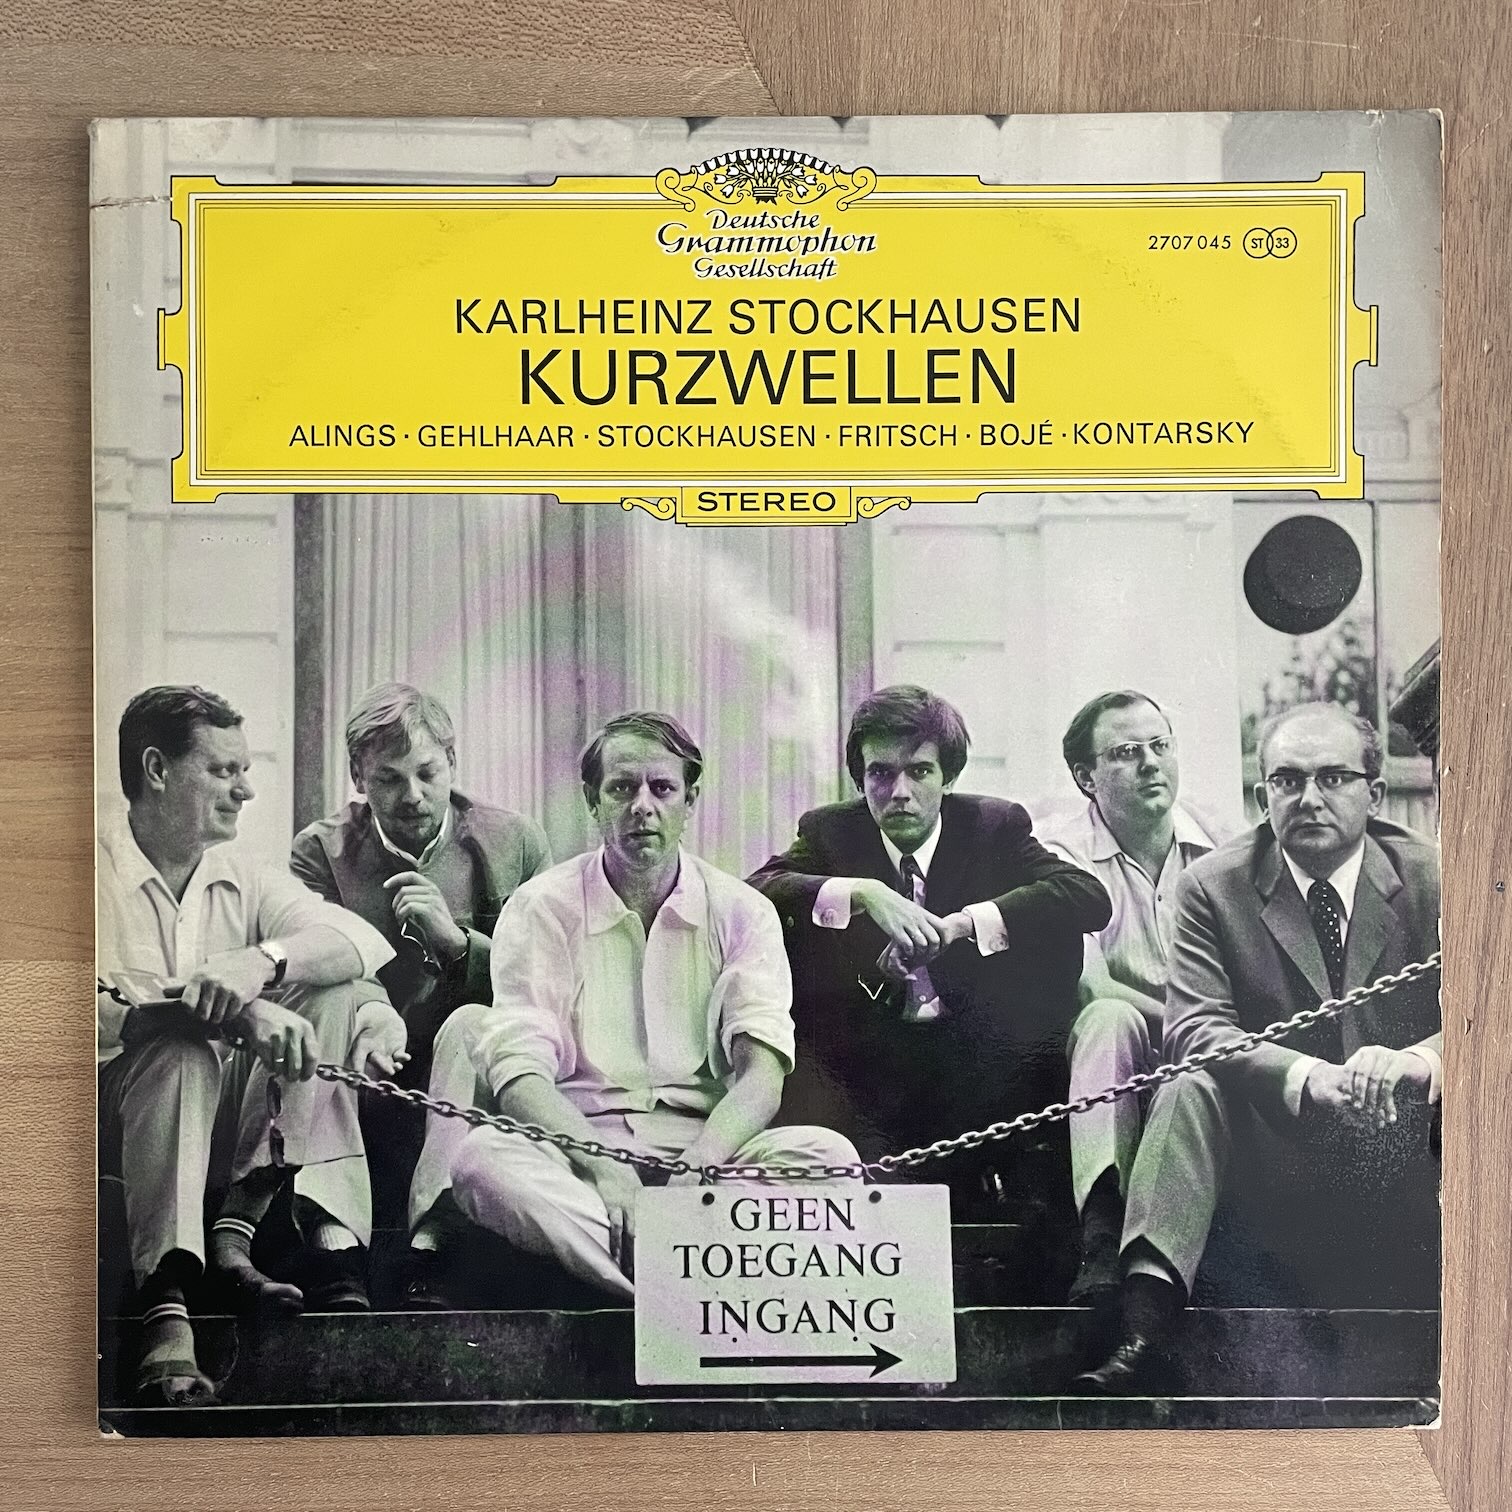 Deutsche
Grammophon
Gesellschaft
2707 045 ST 33
KARLHEINZ STOCKHAUSEN
KURZWELLEN
ALINGS · GEHLHAAR · STOCKHAUSEN · FRITSCH · BOJÉ · KONTARSKY
STEREO
GEEN
TOEGANG
INGANG